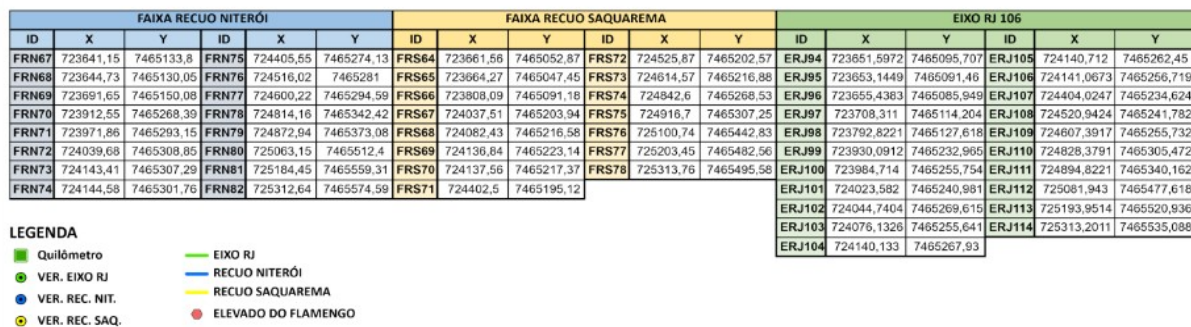 FAIXA RECUO NITERÓI FAIXA RECUO SAQUAREMA EIXO RJ 106
ID X Y ID X Y ID X Y ID X Y ID X Y ID X Y
FRN67 723641,15 7465133,8 FRN75 724405,55 7465274,13 FRS64 723661,56 7465052,87 FRS72 724525,87 7465202,57 ERJ94 723651,5972 7465095,707 ERJ105 724140,712 7465262,45
FRN68 723644,73 7465130,05 FRN76 724516,02 7465281 FRS65 723664,27 7465047,45 FRS73 724614,57 7465216,88 ERJ95 723653,1449 7465091,46 ERJ106 724141,0673 7465256,719
FRN69 723691,65 7465150,08 FRN77 724600,22 7465294,59 FRS66 723808,09 7465091,18 FRS74 724842,6 7465268,53 ERJ96 723655,4383 7465085,949 ERJ107 724404,0247 7465234,624
FRN70 723912,55 7465268,39 FRN78 724814,16 7465342,42 FRS67 724037,51 7465203,94 FRS75 724916,7 7465307,25 ERJ97 723708,311 7465114,204 ERJ108 724520,9424 7465241,782
FRN71 723971,86 7465293,15 FRN79 724872,94 7465373,08 FRS68 724082,43 7465216,58 FRS76 725100,74 7465442,83 ERJ98 723792,8221 7465127,618 ERJ109 724607,3917 7465255,732
FRN72 724039,68 7465308,85 FRN80 725063,15 7465512,4 FRS69 724136,84 7465223,14 FRS77 725203,45 7465482,56 ERJ99 723930,0912 7465232,965 ERJ110 724828,3791 7465305,472
FRN73 724143,41 7465307,29 FRN81 725184,45 7465559,31 FRS70 724137,56 7465217,37 FRS78 725313,76 7465495,58 ERJ100 723984,714 7465255,754 ERJ111 724894,8221 7465340,162
FRN74 724144,58 7465301,76 FRN82 725312,64 7465574,59 FRS71 724402,5 7465195,12 ERJ101 724023,582 7465240,981 ERJ112 725081,943 7465477,618
ERJ102 724044,7404 7465269,615 ERJ113 725193,9514 7465520,936
ERJ103 724076,1326 7465255,641 ERJ114 725313,2011 7465535,088
ERJ104 724140,133 7465267,93
LEGENDA
Quilômetro EIXO RJ
VER. EIXO RJ RECUO NITERÓI
VER. REC. NIT. RECUO SAQUAREMA
VER. REC. SAQ. ELEVADO DO FLAMENGO